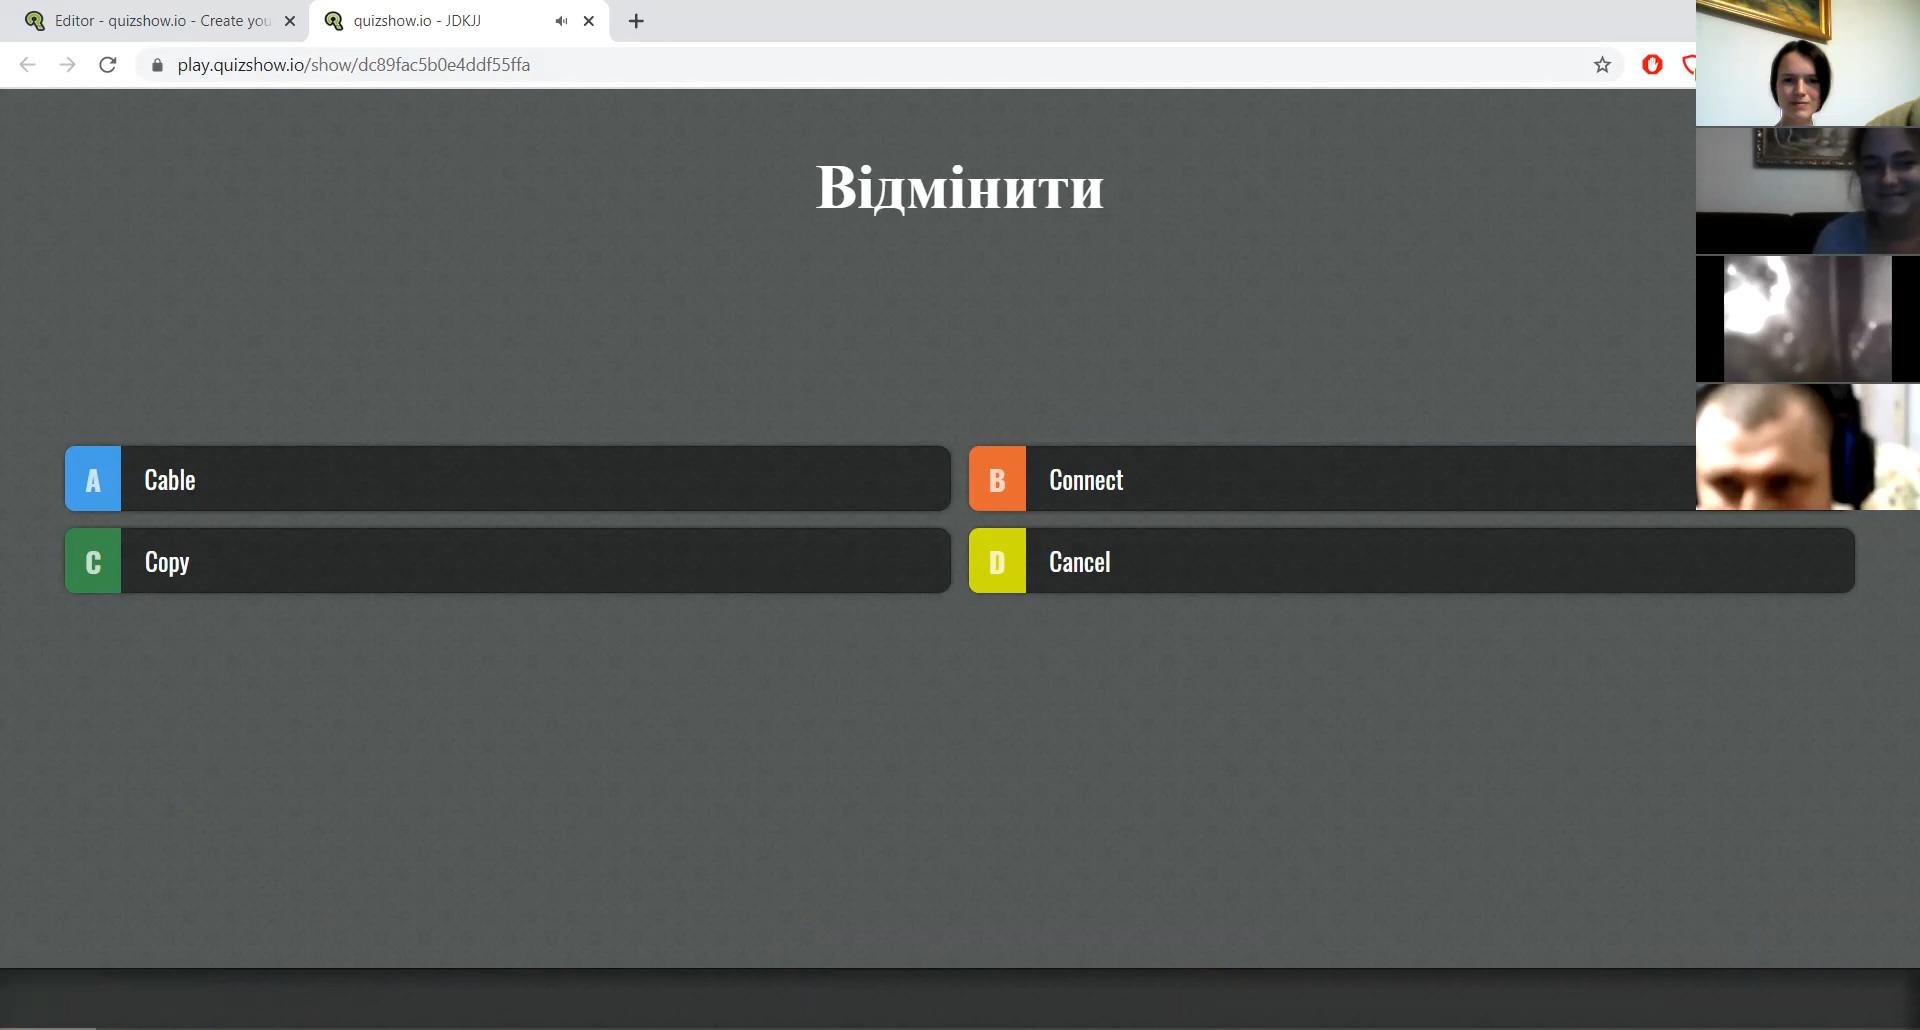 Editor - quizshow.io - Create you
quizshow.io - JDKJJ
play.quizshow.io/show/dc89fac5b0e4ddf55ffa
Відмінити
A Cable
B Connect
C Copy
D Cancel